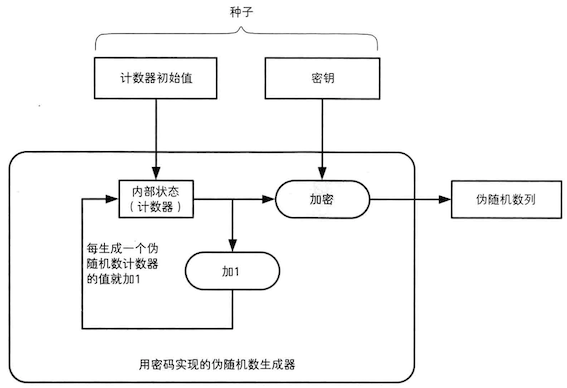 种子
计数器初始值
密钥
内部状态
（计数器）
加密
伪随机数列
每生成一个伪
随机数计数器
的值就加1
加1
用密码实现的伪随机数生成器